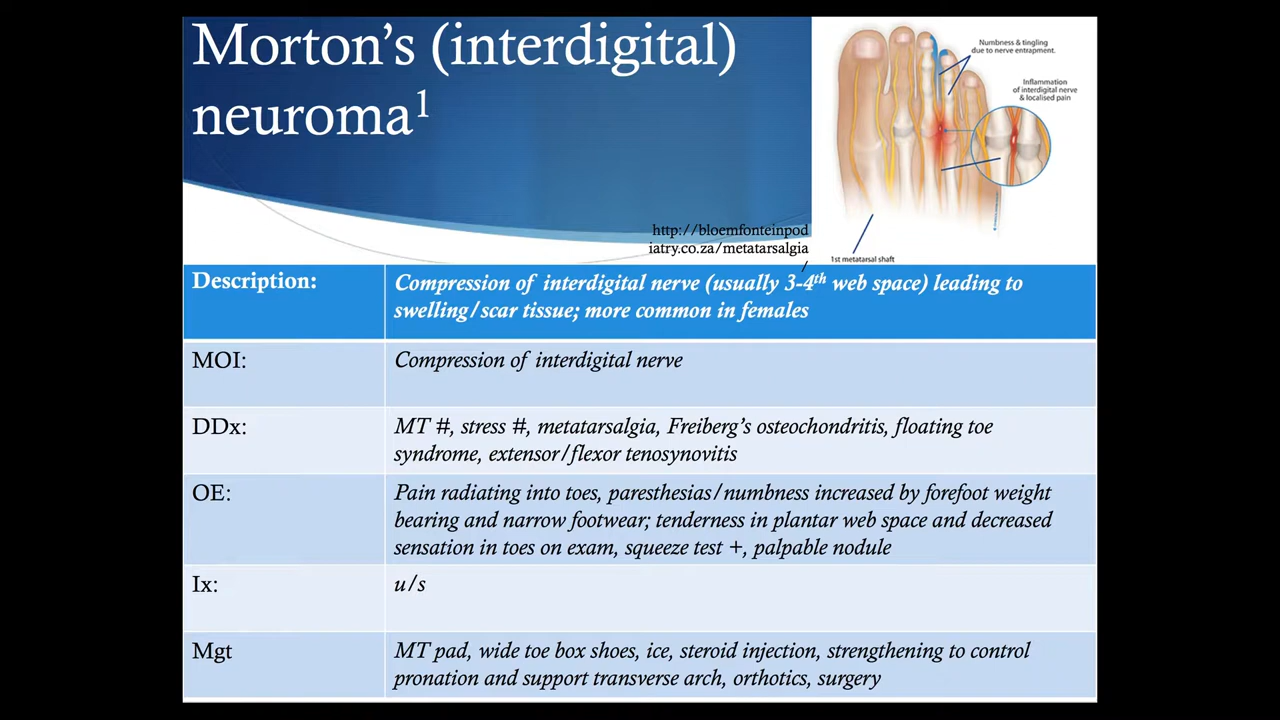 Morton's (interdigital)
neuroma¹
Numbness & tingling
due to nerve entrapment.
Inflammation
of interdigital nerve
& localised pain
1st metatarsal shaft
http://bloemfonteinpod
iatry.co.za/metatarsalgia
/
Description:
Compression of interdigital nerve (usually 3-4th web space) leading to
swelling/scar tissue; more common in females
MOI:
Compression of interdigital nerve
DDx:
MT #, stress #, metatarsalgia, Freiberg's osteochondritis, floating toe
syndrome, extensor/flexor tenosynovitis
OE:
Pain radiating into toes, paresthesias/numbness increased by forefoot weight
bearing and narrow footwear; tenderness in plantar web space and decreased
sensation in toes on exam, squeeze test +, palpable nodule
Ix:
u/s
Mgt
MT pad, wide toe box shoes, ice, steroid injection, strengthening to control
pronation and support transverse arch, orthotics, surgery